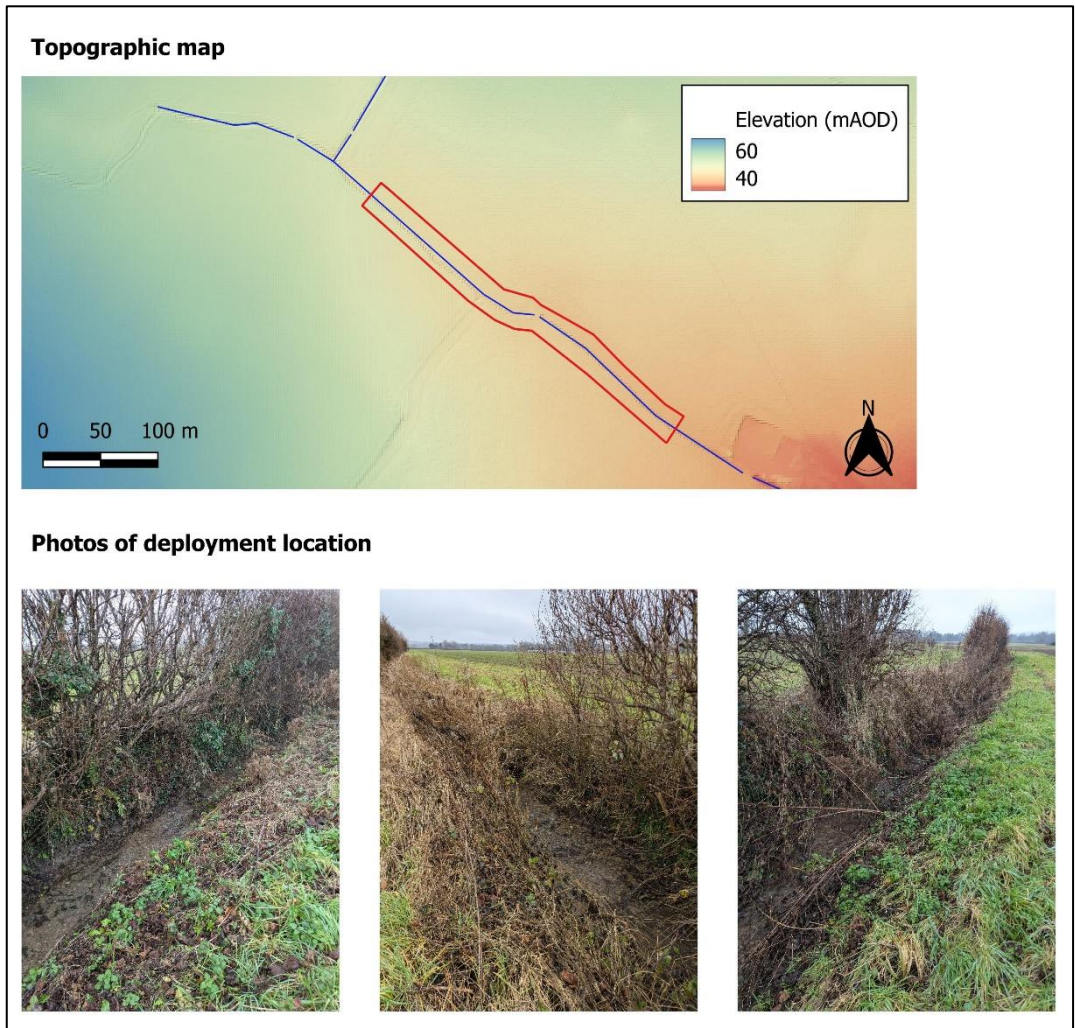 Topographic map
Elevation (mAOD)
60
40
0 50 100 m
N
Photos of deployment location